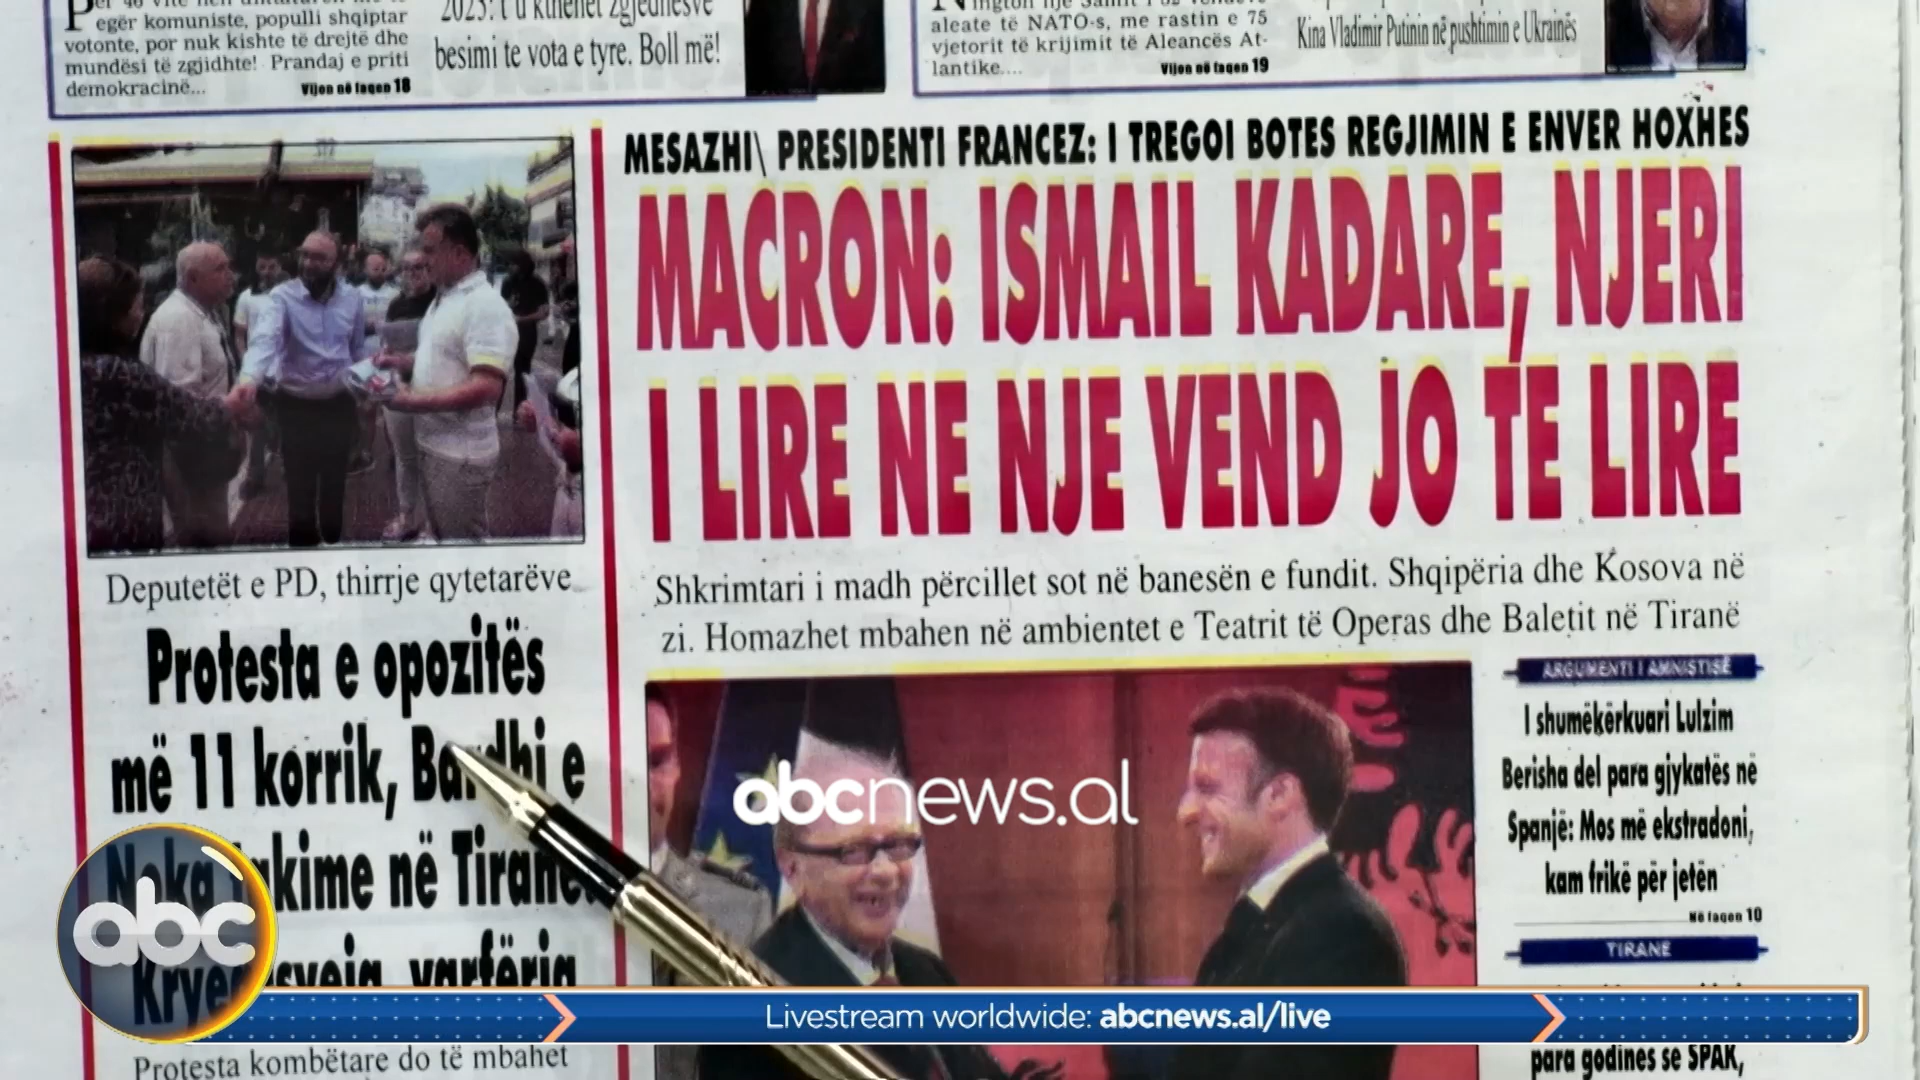 egër komuniste, populli shqiptar
votonte, por nuk kishte të drejtë dhe
mundësi të zgjidhte! Prandaj e priti
demokracinë...
Vijon në faqen 18
besimi te vota e tyre. Boll më!
aleate të NATO-s, me rastin e 75
vjetorit të krijimit të Aleancës At-
lantike....
Vijon në faqen 19
Kina Vladimir Putinin në pushtimin e Ukrainës
MESAZHI\ PRESIDENTI FRANCEZ: I TREGOI BOTES REGJIMIN E ENVER HOXHES
MACRON: ISMAIL KADARE, NJERI
I LIRE NE NJE VEND JO TE LIRE
Shkrimtari i madh përcillet sot në banesën e fundit. Shqipëria dhe Kosova në
zi. Homazhet mbahen në ambientet e Teatrit të Operas dhe Baletit në Tiranë
Deputetët e PD, thirrje qytetarëve
Protesta e opozitës
më 11 korrik, e
në
varfëria
Protesta kombëtare do të mbahet
ARGUMENTI I AMNISTISË
I shumëkërkuari Lulzim
Berisha del para gjykatës në
Spanjë: Mos më ekstradoni,
kam frikë për jetën
Në faqen 10
TIRANE
para godinës se SPAK,
abcnews.al
abc
Livestream worldwide: abcnews.al/live